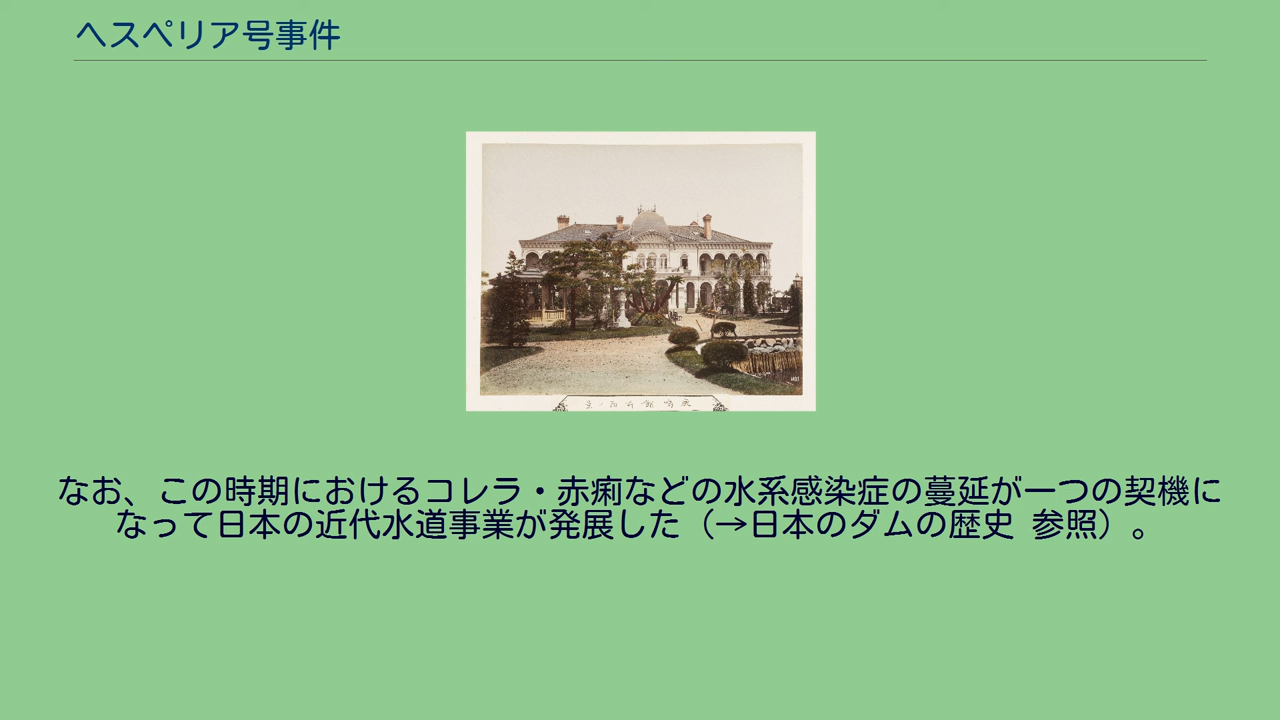 ヘスペリア号事件
なお、この時期におけるコレラ・赤痢などの水系感染症の蔓延が一つの契機に
なって日本の近代水道事業が発展した（→日本のダムの歴史 参照）。